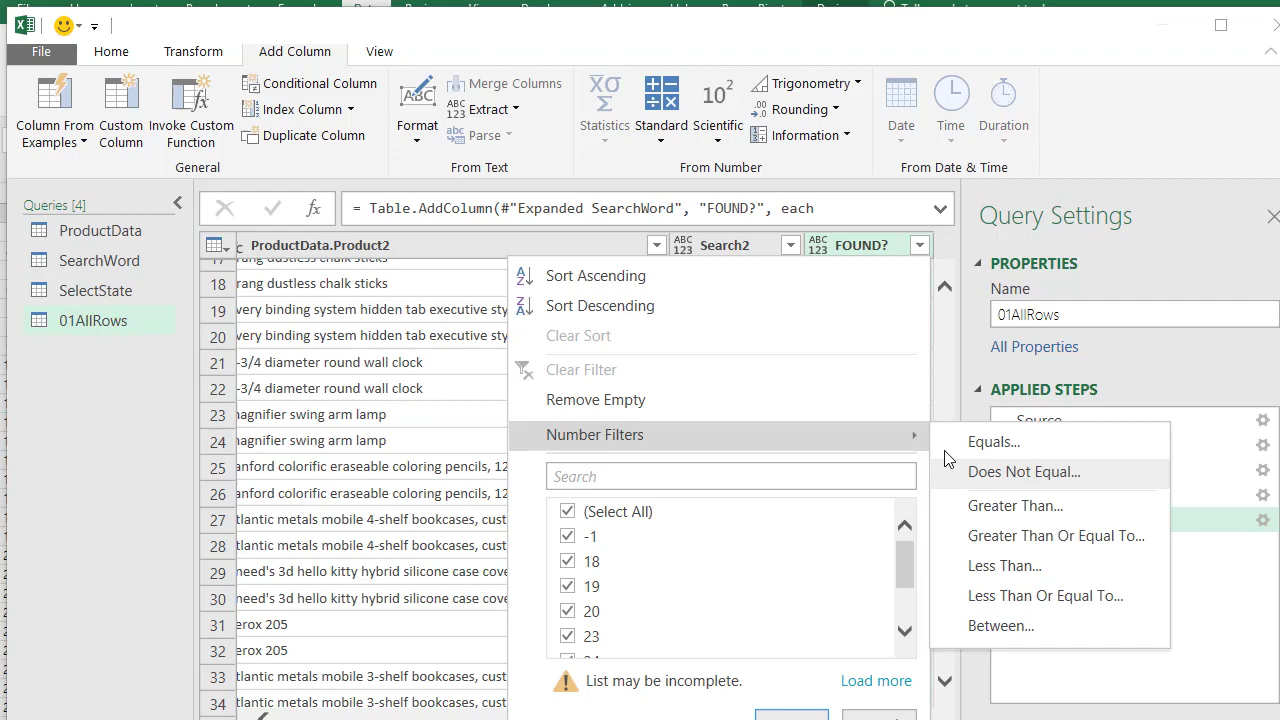 File Home Transform Add Column View
Column From Examples
Custom Column
Invoke Custom Function
Conditional Column
Index Column
Duplicate Column
General
Format
Merge Columns
ABC 123 Extract
abc Parse
From Text
Statistics
Standard
10² Scientific
Trigonometry
.00 Rounding
Information
From Number
Date
Time
Duration
From Date & Time
Queries [4]
ProductData
SearchWord
SelectState
01AllRows
fx = Table.AddColumn(#"Expanded SearchWord", "FOUND?", each
ProductData.Product2 ABC 123 Search2 ABC 123 FOUND?
18 rang dustless chalk sticks
19 very binding system hidden tab executive sty
20 very binding system hidden tab executive sty
21 -3/4 diameter round wall clock
22 -3/4 diameter round wall clock
23 nagnifier swing arm lamp
24 nagnifier swing arm lamp
25 anford colorific eraseable coloring pencils, 12
26 anford colorific eraseable coloring pencils, 12
27 tlantic metals mobile 4-shelf bookcases, cust
28 tlantic metals mobile 4-shelf bookcases, cust
29 need's 3d hello kitty hybrid silicone case cove
30 need's 3d hello kitty hybrid silicone case cove
31 erox 205
32 erox 205
33 tlantic metals mobile 3-shelf bookcases, cust
34 tlantic metals mobile 3-shelf bookcases, cust
Sort Ascending
Sort Descending
Clear Sort
Clear Filter
Remove Empty
Number Filters
Search
(Select All)
-1
18
19
20
23
List may be incomplete. Load more
Equals...
Does Not Equal...
Greater Than...
Greater Than Or Equal To...
Less Than...
Less Than Or Equal To...
Between...
Query Settings
PROPERTIES
Name
01AllRows
All Properties
APPLIED STEPS
Source